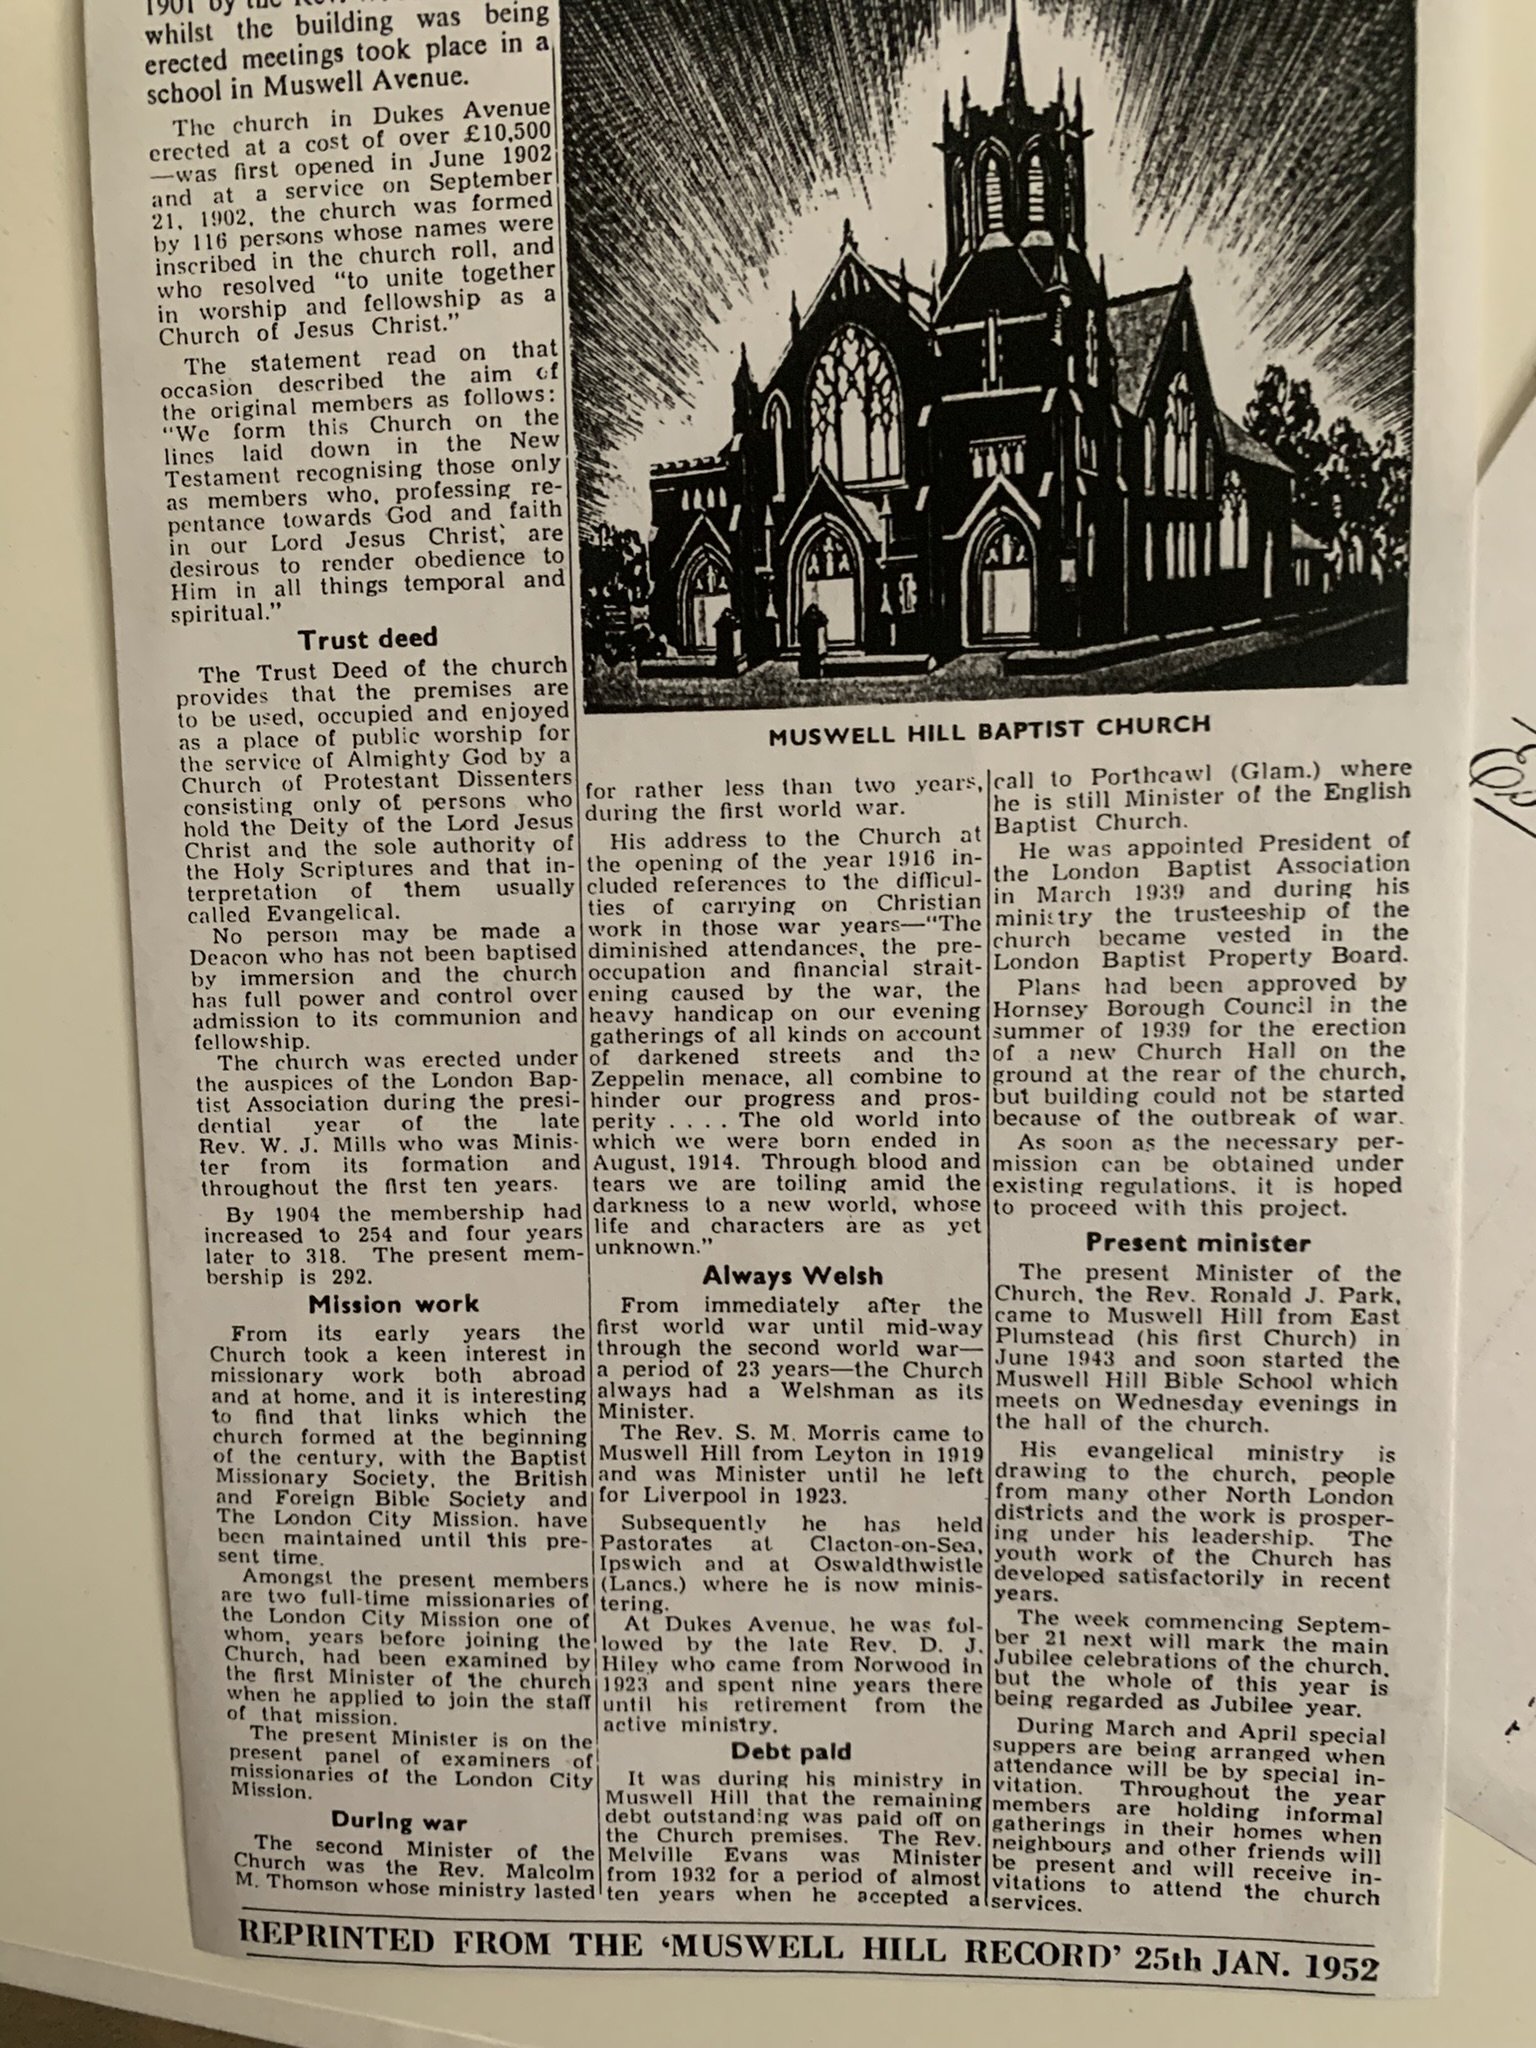 1901 by the Rev.
whilst the building was being
erected meetings took place in a
school in Muswell Avenue.
The church in Dukes Avenue
erected at a cost of over £10,500
—was first opened in June 1902
and at a service on September
21, 1902, the church was formed
by 116 persons whose names were
inscribed in the church roll, and
who resolved "to unite together
in worship and fellowship as a
Church of Jesus Christ."
The statement read on that
occasion described the aim of
the original members as follows:
"We form this Church on the
lines laid down in the New
Testament recognising those only
as members who, professing re-
pentance towards God and faith
in our Lord Jesus Christ, are
desirous to render obedience to
Him in all things temporal and
spiritual."
Trust deed
The Trust Deed of the church
provides that the premises are
to be used, occupied and enjoyed
as a place of public worship for
the service of Almighty God by a
Church of Protestant Dissenters
consisting only of persons who
hold the Deity of the Lord Jesus
Christ and the sole authority of
the Holy Scriptures and that in-
terpretation of them usually
called Evangelical.
No person may be made a
Deacon who has not been baptised
by immersion and the church
has full power and control over
admission to its communion and
fellowship.
The church was erected under
the auspices of the London Bap-
tist Association during the presi-
dential year of the late
Rev. W. J. Mills who was Minis-
ter from its formation and
throughout the first ten years.
By 1904 the membership had
increased to 254 and four years
later to 318. The present mem-
bership is 292.
Mission work
From its early years the
Church took a keen interest in
missionary work both abroad
and at home, and it is interesting
to find that links which the
church formed at the beginning
of the century, with the Baptist
Missionary Society, the British
and Foreign Bible Society and
The London City Mission, have
been maintained until this pre-
sent time.
Amongst the present members
are two full-time missionaries of
the London City Mission one of
whom, years before joining the
Church, had been examined by
the first Minister of the church
when he applied to join the staff
of that mission.
The present Minister is on the
present panel of examiners of
missionaries of the London City
Mission.
During war
The second Minister of the
Church was the Rev. Malcolm
M. Thomson whose ministry lasted
MUSWELL HILL BAPTIST CHURCH
for rather less than two years,
during the first world war.
His address to the Church at
the opening of the year 1916 in-
cluded references to the difficul-
ties of carrying on Christian
work in those war years—"The
diminished attendances, the pre-
occupation and financial strait-
ening caused by the war, the
heavy handicap on our evening
gatherings of all kinds on account
of darkened streets and the
Zeppelin menace, all combine to
hinder our progress and pros-
perity . . . . The old world into
which we were born ended in
August, 1914. Through blood and
tears we are toiling amid the
darkness to a new world, whose
life and characters are as yet
unknown."
Always Welsh
From immediately after the
first world war until mid-way
through the second world war—
a period of 23 years—the Church
always had a Welshman as its
Minister.
The Rev. S. M. Morris came to
Muswell Hill from Leyton in 1919
and was Minister until he left
for Liverpool in 1923.
Subsequently he has held
Pastorates at Clacton-on-Sea,
Ipswich and at Oswaldthwistle
(Lancs.) where he is now minis-
tering.
At Dukes Avenue, he was fol-
lowed by the late Rev. D. J.
Hiley who came from Norwood in
1923 and spent nine years there
until his retirement from the
active ministry.
Debt paid
It was during his ministry in
Muswell Hill that the remaining
debt outstanding was paid off on
the Church premises. The Rev.
Melville Evans was Minister
from 1932 for a period of almost
ten years when he accepted a
call to Porthcawl (Glam.) where
he is still Minister of the English
Baptist Church.
He was appointed President of
the London Baptist Association
in March 1939 and during his
ministry the trusteeship of the
church became vested in the
London Baptist Property Board.
Plans had been approved by
Hornsey Borough Council in the
summer of 1939 for the erection
of a new Church Hall on the
ground at the rear of the church,
but building could not be started
because of the outbreak of war.
As soon as the necessary per-
mission can be obtained under
existing regulations, it is hoped
to proceed with this project.
Present minister
The present Minister of the
Church, the Rev. Ronald J. Park,
came to Muswell Hill from East
Plumstead (his first Church) in
June 1943 and soon started the
Muswell Hill Bible School which
meets on Wednesday evenings in
the hall of the church.
His evangelical ministry is
drawing to the church, people
from many other North London
districts and the work is prosper-
ing under his leadership. The
youth work of the Church has
developed satisfactorily in recent
years.
The week commencing Septem-
ber 21 next will mark the main
Jubilee celebrations of the church,
but the whole of this year is
being regarded as Jubilee year.
During March and April special
suppers are being arranged when
attendance will be by special in-
vitation. Throughout the year
members are holding informal
gatherings in their homes when
neighbours and other friends will
be present and will receive in-
vitations to attend the church
services.
REPRINTED FROM THE 'MUSWELL HILL RECORD' 25th JAN. 1952